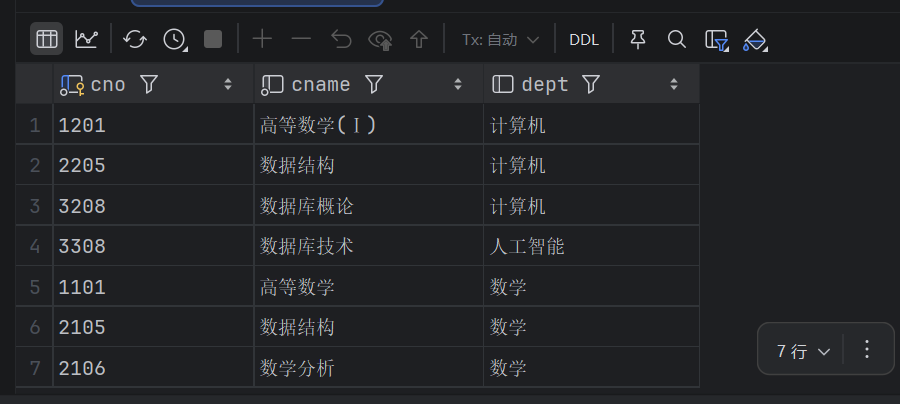 Tx: 自动 DDL
cno cname dept
1 1201 高等数学(Ⅰ) 计算机
2 2205 数据结构 计算机
3 3208 数据库概论 计算机
4 3308 数据库技术 人工智能
5 1101 高等数学 数学
6 2105 数据结构 数学
7 2106 数学分析 数学
7 行